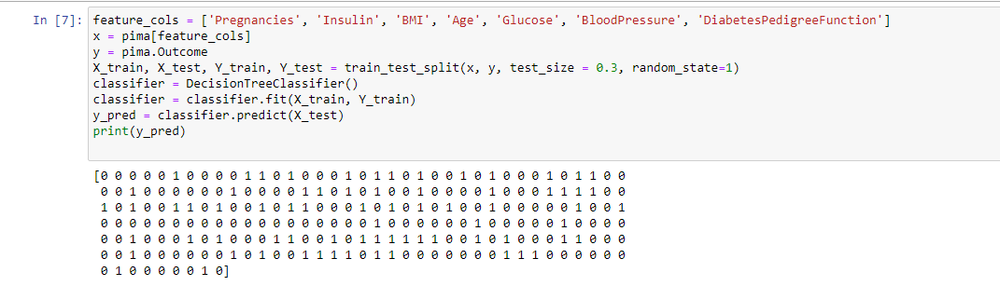 In [7]: feature_cols = ['Pregnancies', 'Insulin', 'BMI', 'Age', 'Glucose', 'BloodPressure', 'DiabetesPedigreeFunction']
x = pima[feature_cols]
y = pima.Outcome
X_train, X_test, Y_train, Y_test = train_test_split(x, y, test_size = 0.3, random_state=1)
classifier = DecisionTreeClassifier()
classifier = classifier.fit(X_train, Y_train)
y_pred = classifier.predict(X_test)
print(y_pred)
[0 0 0 0 0 1 0 0 0 0 1 1 0 1 0 0 0 1 0 1 1 0 1 0 0 1 0 1 0 0 0 1 0 1 1 0 0
0 0 1 0 0 0 0 0 0 1 0 0 0 0 1 1 0 1 0 1 0 0 1 0 0 0 0 1 0 0 0 1 1 1 1 0 0
1 0 1 0 0 1 1 0 1 0 0 1 0 1 1 0 0 0 1 0 1 0 1 0 1 0 0 1 0 0 0 0 0 1 0 0 1
0 0 0 0 0 0 0 0 0 0 0 0 0 0 0 0 0 0 0 1 0 0 0 0 0 0 1 0 0 0 0 0 1 0 0 0 0
0 0 1 0 0 0 1 0 1 0 0 0 1 1 0 0 1 0 1 1 1 1 1 1 0 0 1 0 1 0 0 0 1 1 0 0 0
0 0 1 0 0 0 0 0 0 1 0 1 0 0 1 1 1 1 0 1 1 0 0 0 0 0 0 0 1 1 1 0 0 0 0 0 0
0 1 0 0 0 0 0 1 0]